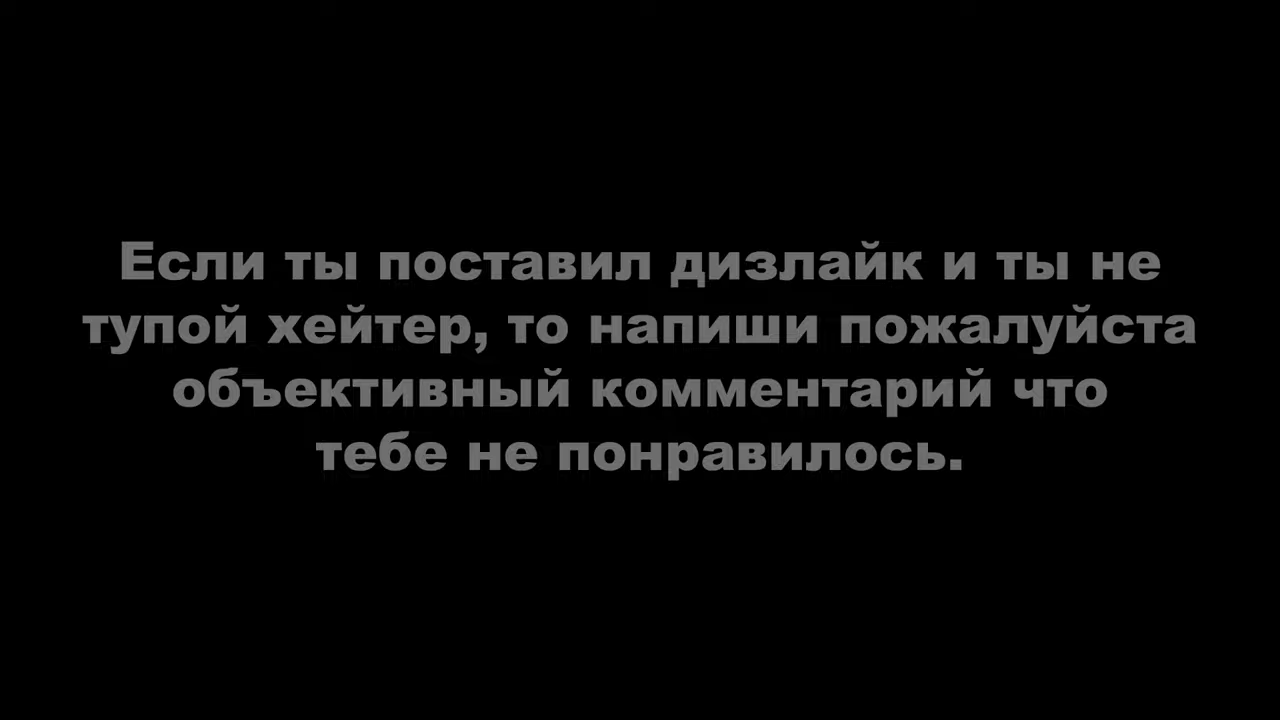 Если ты поставил дизлайк и ты не
тупой хейтер, то напиши пожалуйста
объективный комментарий что
тебе не понравилось.